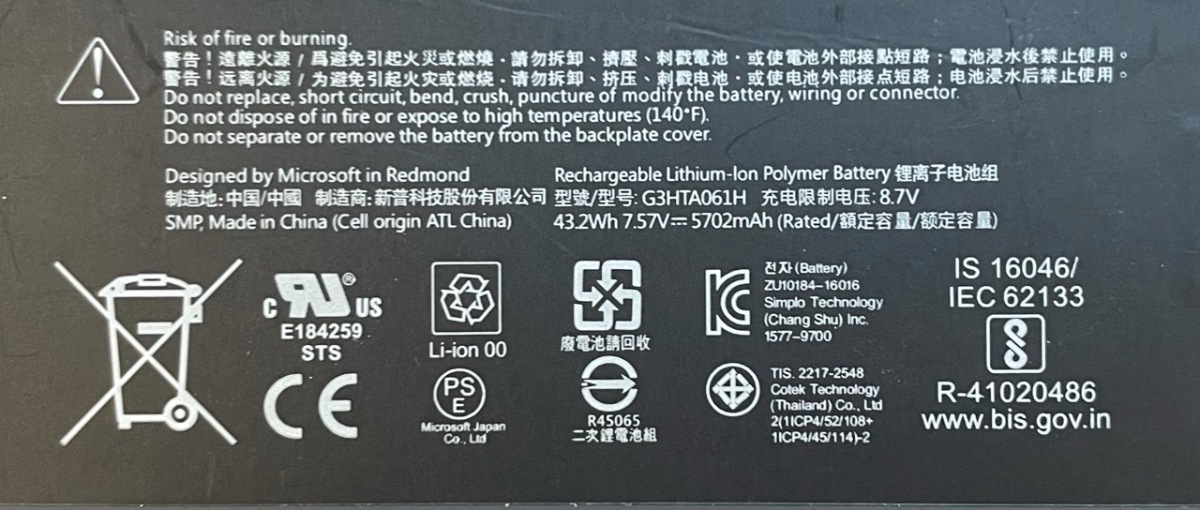 Risk of fire or burning.
警告！遠離火源 / 爲避免引起火災或燃燒，請勿拆卸、擠壓、刺戳電池，或使電池外部接點短路；電池浸水後禁止使用。
警告！远离火源 / 为避免引起火灾或燃烧，请勿拆卸、挤压、刺戳电池，或使电池外部接点短路；电池浸水后禁止使用。
Do not replace, short circuit, bend, crush, puncture of modify the battery, wiring or connector.
Do not dispose of in fire or expose to high temperatures (140°F).
Do not separate or remove the battery from the backplate cover.
Designed by Microsoft in Redmond
制造地: 中国/中國 制造商: 新普科技股份有限公司
SMP, Made in China (Cell origin ATL China)
Rechargeable Lithium-Ion Polymer Battery 锂离子电池组
型號/型号: G3HTA061H 充电限制电压: 8.7V
43.2Wh 7.57V⎓ 5702mAh (Rated/額定容量/额定容量)
c RU® US
E184259
STS
CE
Li-ion 00
PS
E
Microsoft Japan
Co., Ltd
廢電池請回收
R45065
二次鋰電池組
전자 (Battery)
ZU10184-16016
Simplo Technology
(Chang Shu) Inc.
1577-9700
TIS. 2217-2548
Cotek Technology
(Thailand) Co., Ltd
2(1ICP4/52/108+
1ICP4/45/114)-2
IS 16046/
IEC 62133
R-41020486
www.bis.gov.in